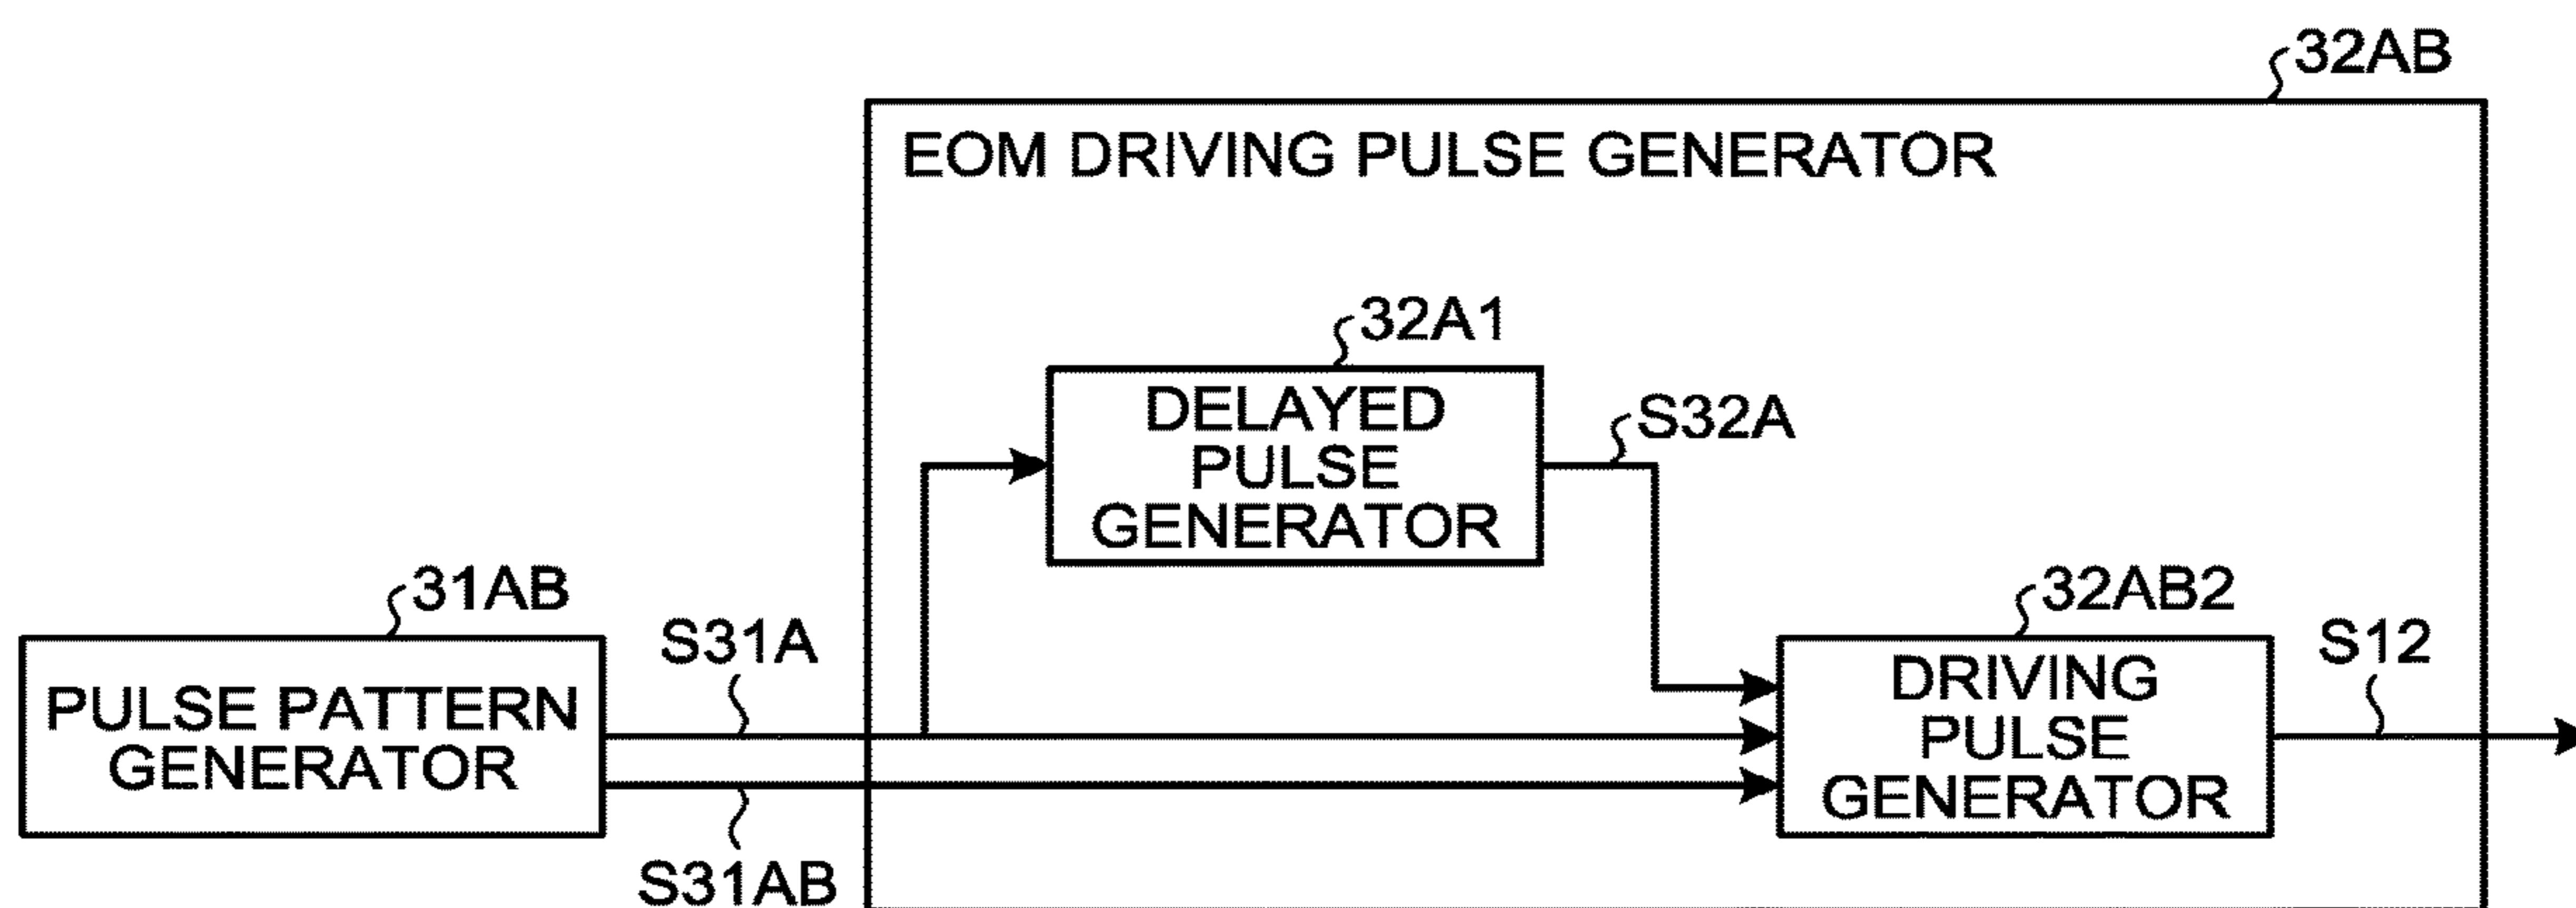 32AB
EOM DRIVING PULSE GENERATOR
32A1
DELAYED
PULSE
GENERATOR
S32A
31AB
PULSE PATTERN
GENERATOR
S31A
S31AB
32AB2
DRIVING
PULSE
GENERATOR
S12